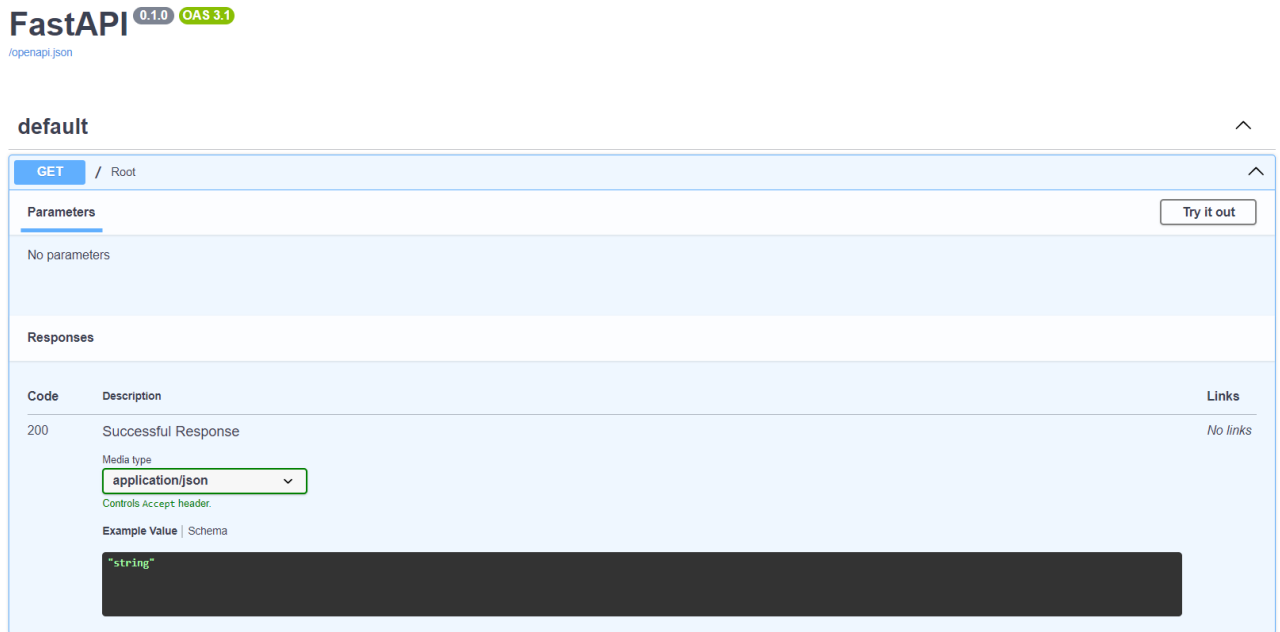 FastAPI 0.1.0 OAS 3.1
/openapi.json
default
GET / Root
Parameters Try it out
No parameters
Responses
Code Description Links
200 Successful Response No links
Media type
application/json
Controls Accept header.
Example Value | Schema
"string"